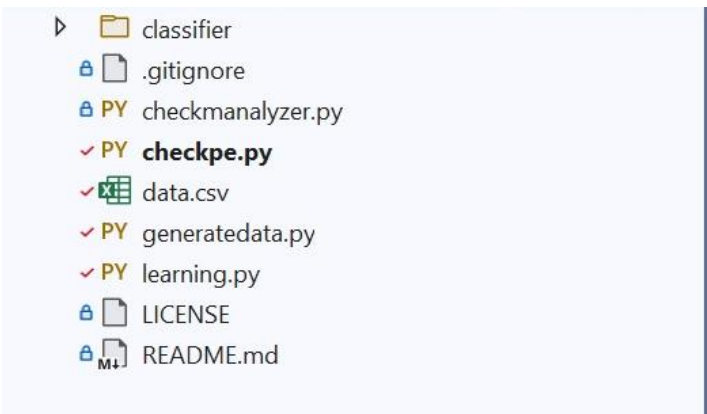 classifier
.gitignore
PY checkmanalyzer.py
PY checkpe.py
data.csv
PY generatedata.py
PY learning.py
LICENSE
M↓ README.md